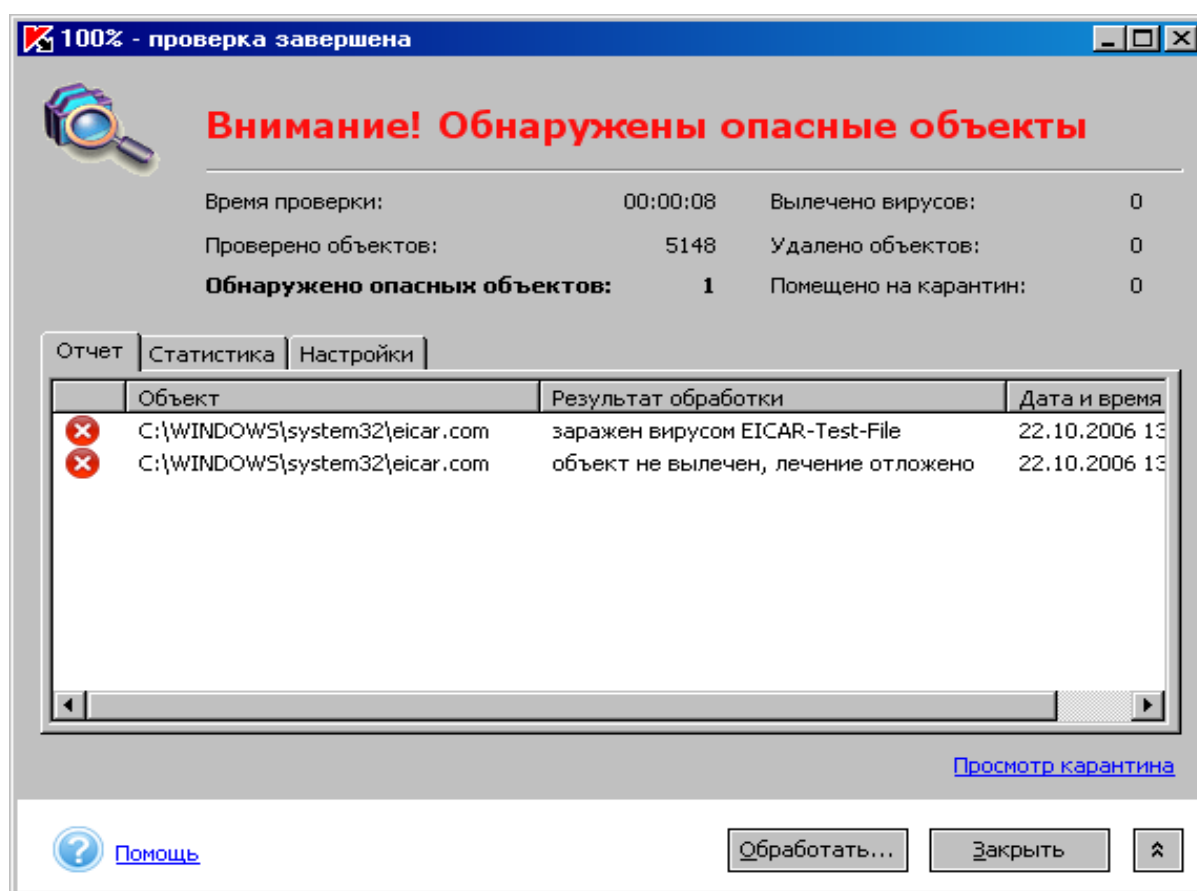 100% - проверка завершена
Внимание! Обнаружены опасные объекты
Время проверки: 00:00:08 Вылечено вирусов: 0
Проверено объектов: 5148 Удалено объектов: 0
Обнаружено опасных объектов: 1 Помещено на карантин: 0
Отчет Статистика Настройки
Объект Результат обработки Дата и время
C:\WINDOWS\system32\eicar.com заражен вирусом EICAR-Test-File 22.10.2006 13
C:\WINDOWS\system32\eicar.com объект не вылечен, лечение отложено 22.10.2006 13
Просмотр карантина
Помощь Обработать... Закрыть